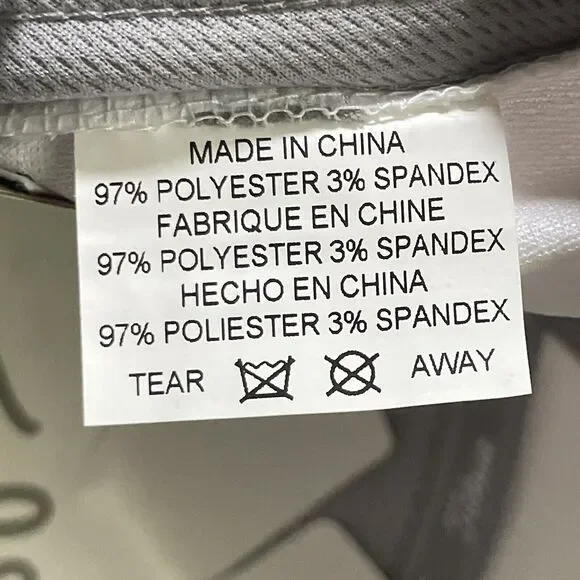 MADE IN CHINA
97% POLYESTER 3% SPANDEX
FABRIQUE EN CHINE
97% POLYESTER 3% SPANDEX
HECHO EN CHINA
97% POLIESTER 3% SPANDEX
TEAR AWAY